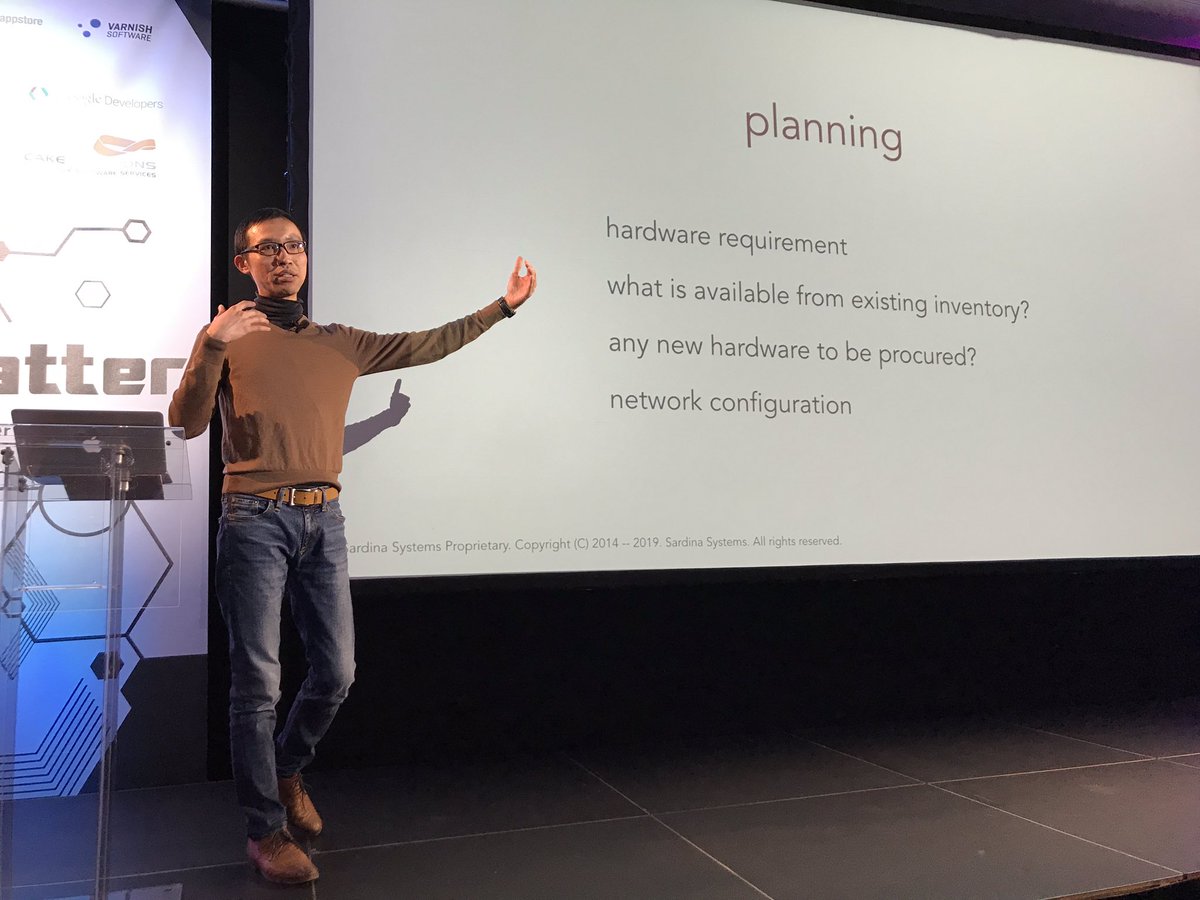 appstore
VARNISH
SOFTWARE
Developers
CAKE
atter
planning
hardware requirement
what is available from existing inventory?
any new hardware to be procured?
network configuration
Sardina Systems Proprietary. Copyright (C) 2014 -- 2019. Sardina Systems. All rights reserved.